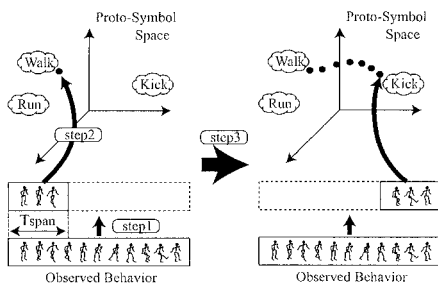 Proto-Symbol
Space
Walk
Kick
Run
step2
Tspan
step1
Observed Behavior
step3
Proto-Symbol
Space
Walk
Kick
Run
Observed Behavior